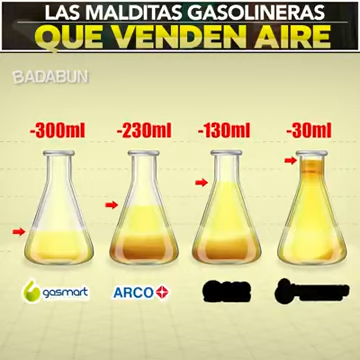 LAS MALDITAS GASOLINERAS
QUE VENDEN AIRE
BADABUN
-300ml -230ml -130ml -30ml
gasmart ARCO